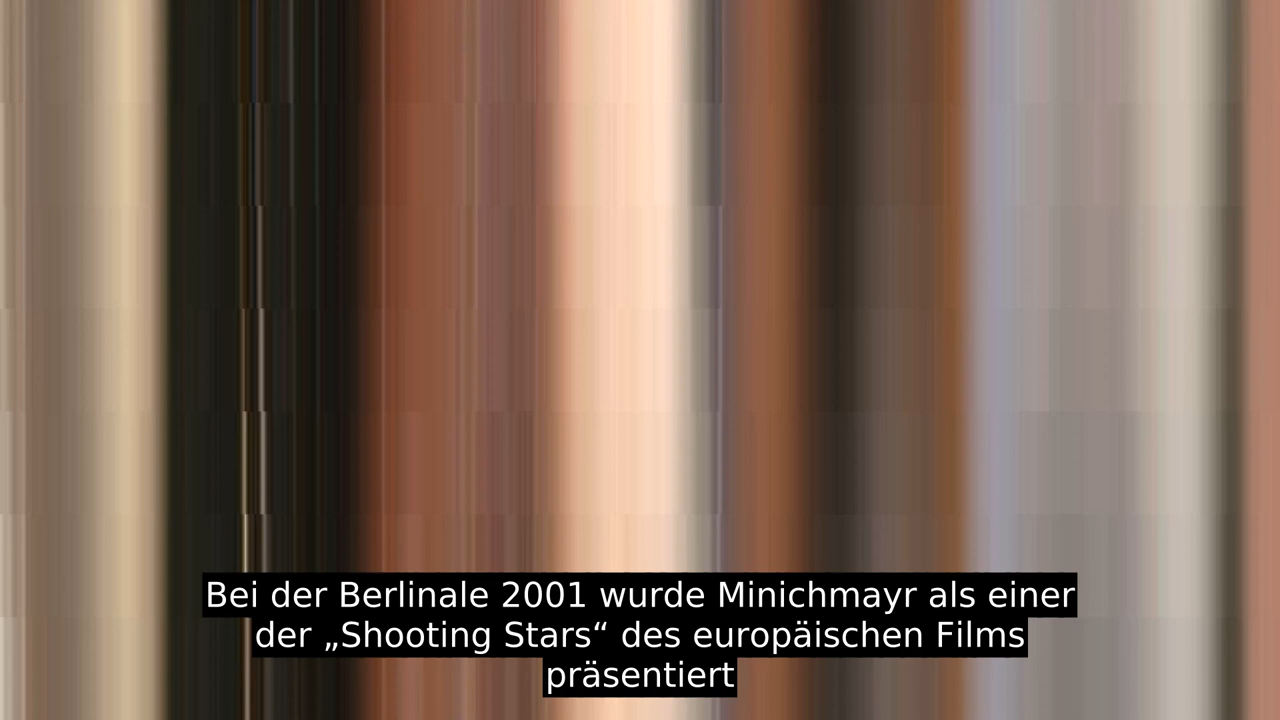 Bei der Berlinale 2001 wurde Minichmayr als einer
der „Shooting Stars“ des europäischen Films
präsentiert